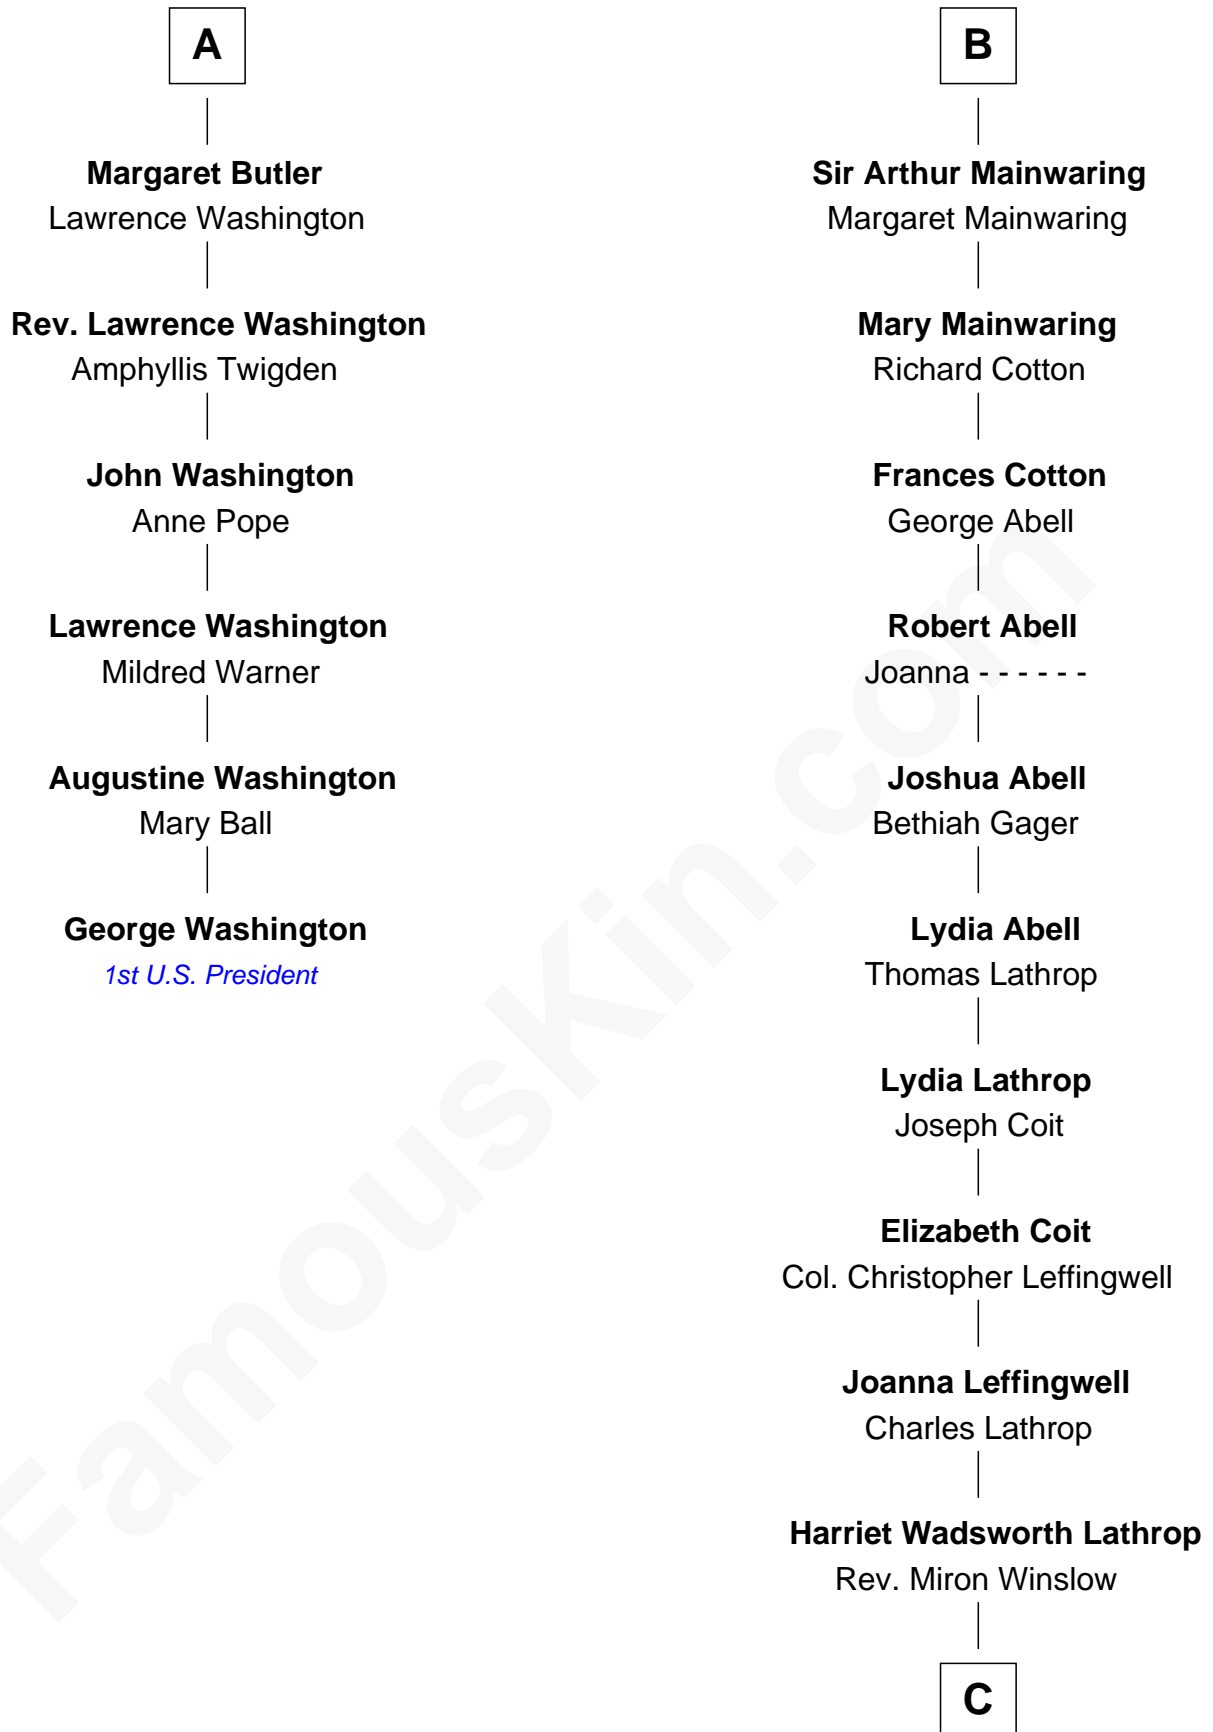 A
Margaret Butler
Lawrence Washington
Rev. Lawrence Washington
Amphyllis Twigden
John Washington
Anne Pope
Lawrence Washington
Mildred Warner
Augustine Washington
Mary Ball
George Washington
1st U.S. President
B
Sir Arthur Mainwaring
Margaret Mainwaring
Mary Mainwaring
Richard Cotton
Frances Cotton
George Abell
Robert Abell
Joanna - - - - - -
Joshua Abell
Bethiah Gager
Lydia Abell
Thomas Lathrop
Lydia Lathrop
Joseph Coit
Elizabeth Coit
Col. Christopher Leffingwell
Joanna Leffingwell
Charles Lathrop
Harriet Wadsworth Lathrop
Rev. Miron Winslow
C
FamousKin.com